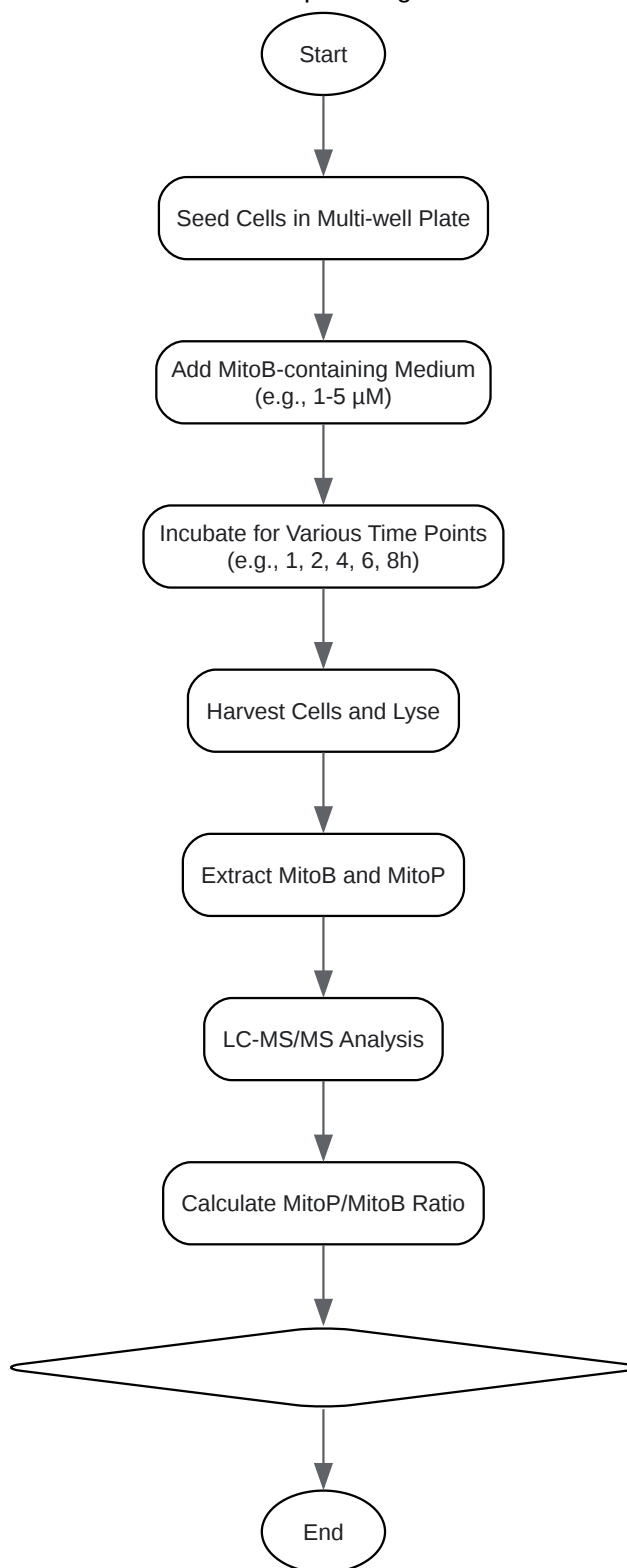 Start
Seed Cells in Multi-well Plate
Add MitoB-containing Medium
(e.g., 1-5 µM)
Incubate for Various Time Points
(e.g., 1, 2, 4, 6, 8h)
Harvest Cells and Lyse
Extract MitoB and MitoP
LC-MS/MS Analysis
Calculate MitoP/MitoB Ratio
End